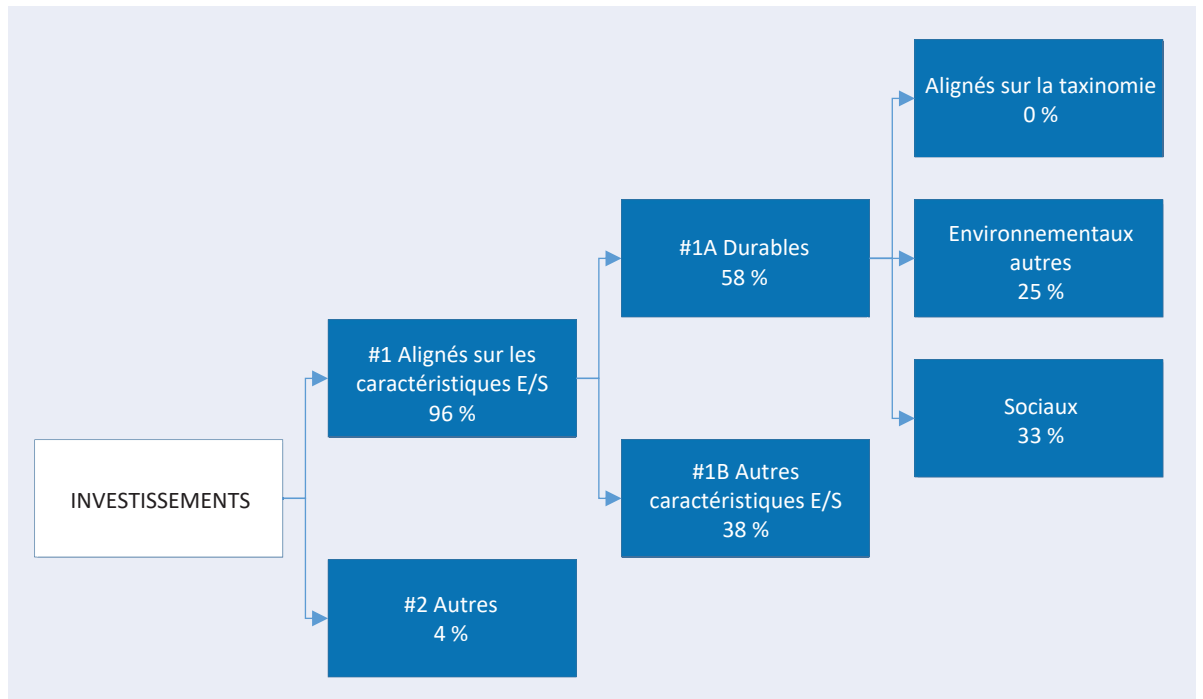 INVESTISSEMENTS
#1 Alignés sur les
caractéristiques E/S
96 %
#2 Autres
4 %
#1A Durables
58 %
#1B Autres
caractéristiques E/S
38 %
Alignés sur la taxinomie
0 %
Environnementaux
autres
25 %
Sociaux
33 %